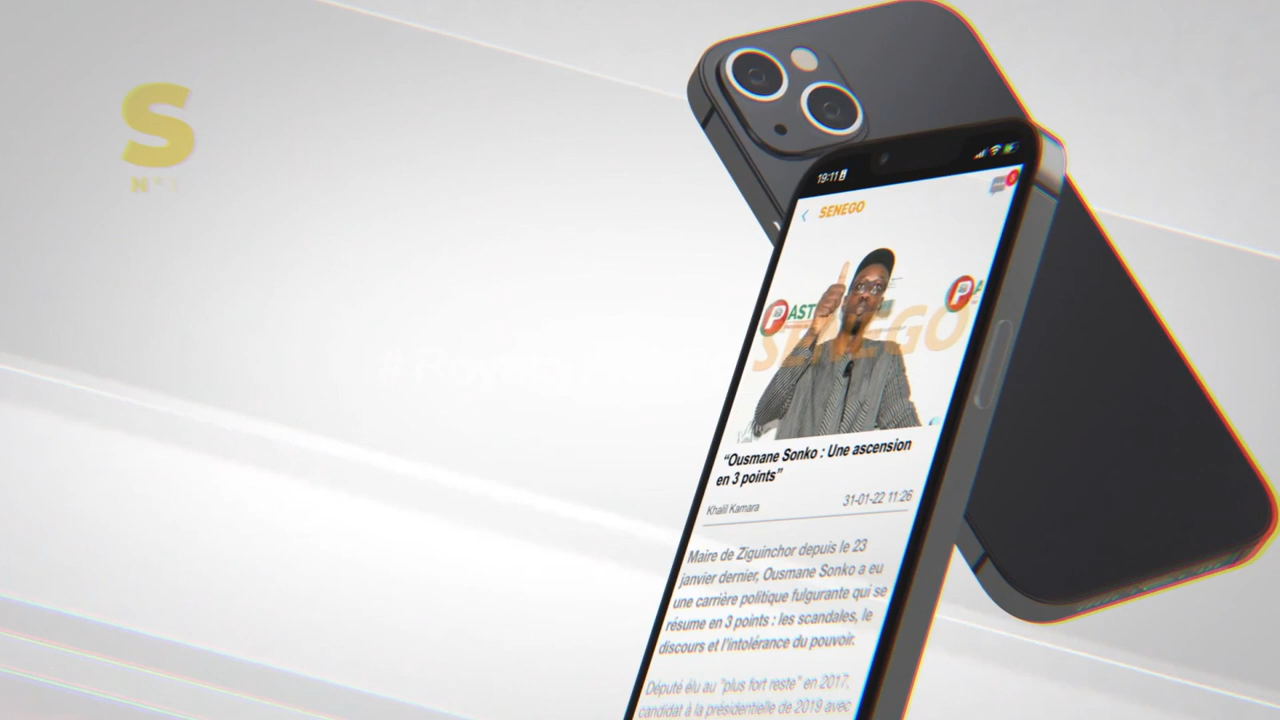 S
N°1
19:11
SENEGO
PAST
SENEGO
“Ousmane Sonko : Une ascension
en 3 points”
Khalil Kamara
31-01-22 11:26
Maire de Ziguinchor depuis le 23
janvier dernier, Ousmane Sonko a eu
une carrière politique fulgurante qui se
résume en 3 points : les scandales, le
discours et l'intolérance du pouvoir.
Député élu au "plus fort reste" en 2017,
candidat à la présidentielle de 2019 avec